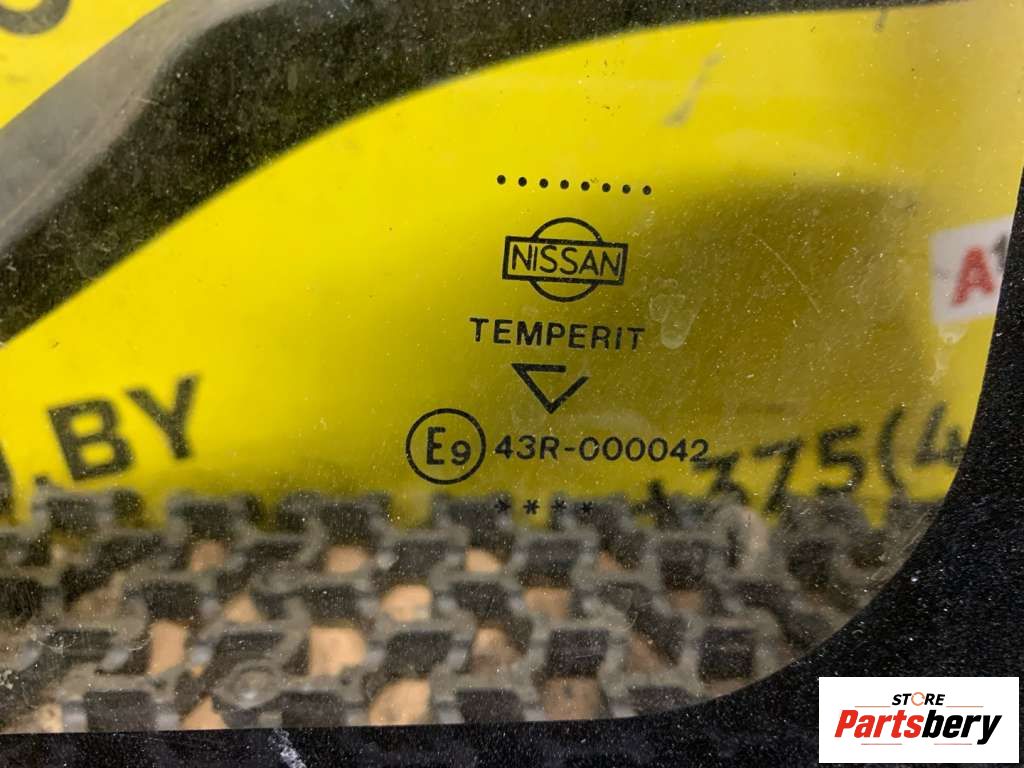 NISSAN
TEMPERIT
E9 43R-000042
****
.BY
375(4
A
STORE
Partsbery